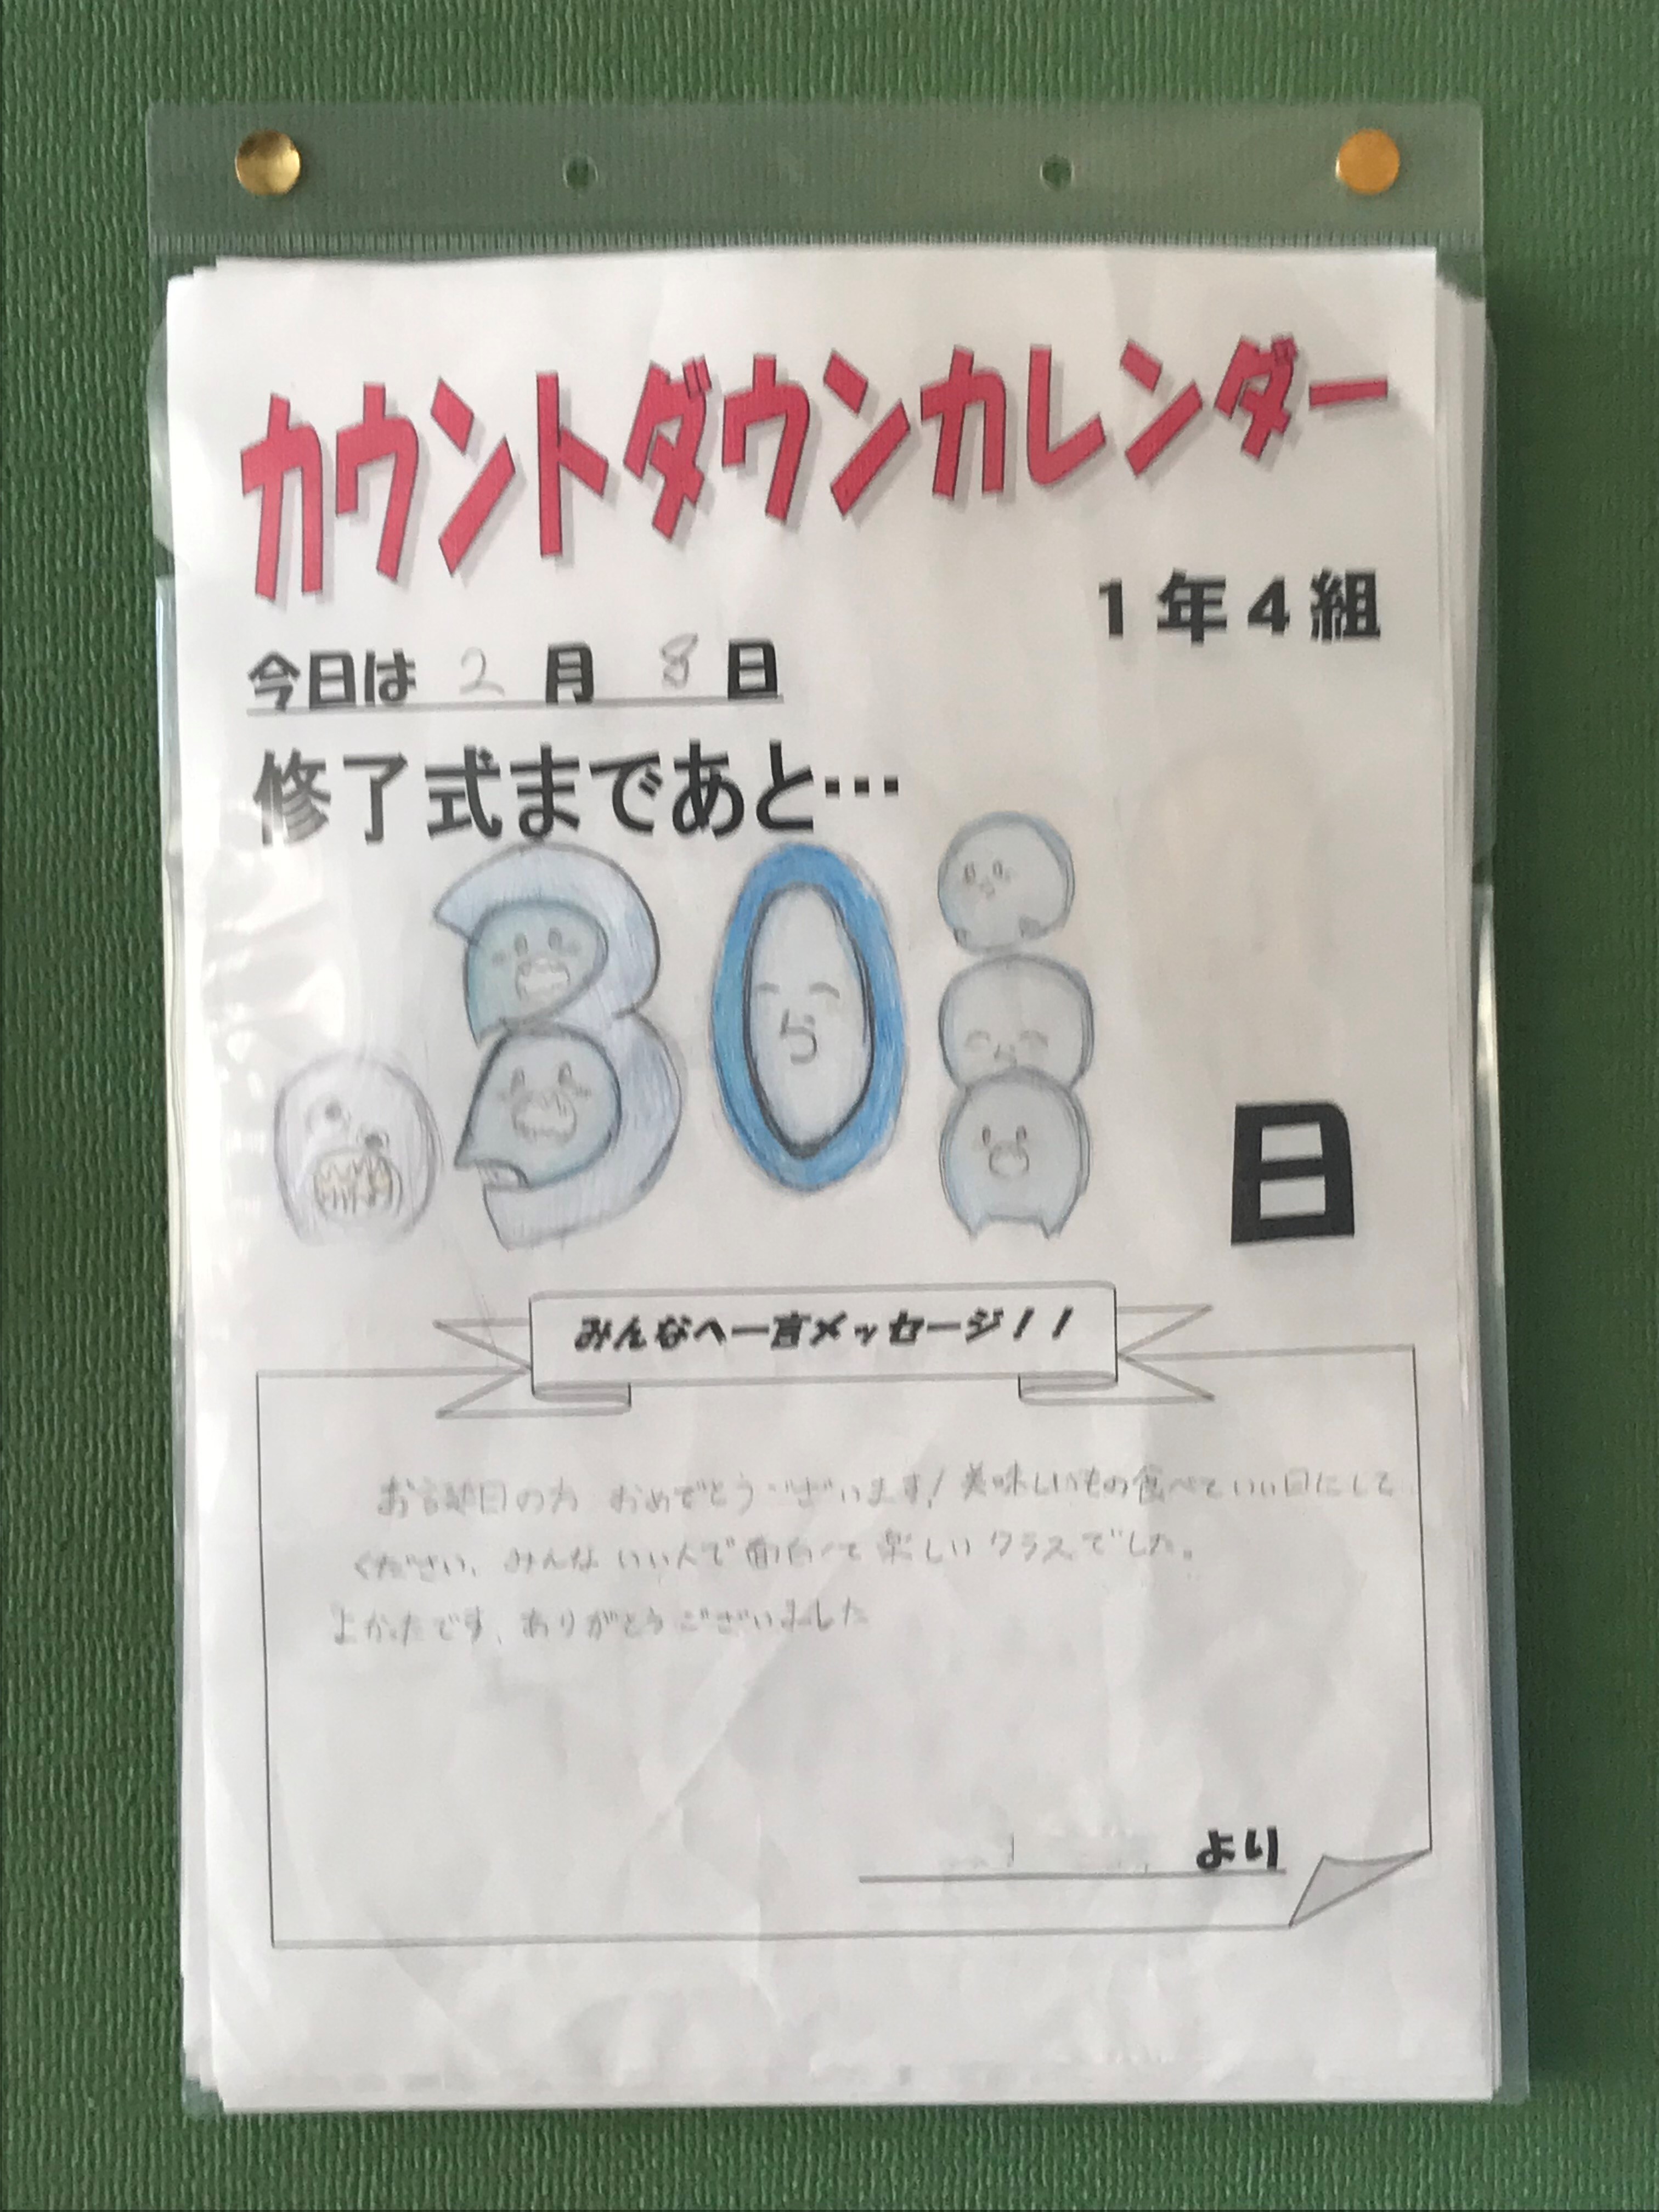 カウントダウンカレンダー
1年4組
今日は 2 月 8 日
修了式まであと…
30
日
みんなへ一言メッセージ!!
お誕生日の方 おめでとうございます! 美味しいもの食べていい日にして
ください、みんないい人で面白くて楽しいクラスでした。
よかったです、ありがとうございました
より